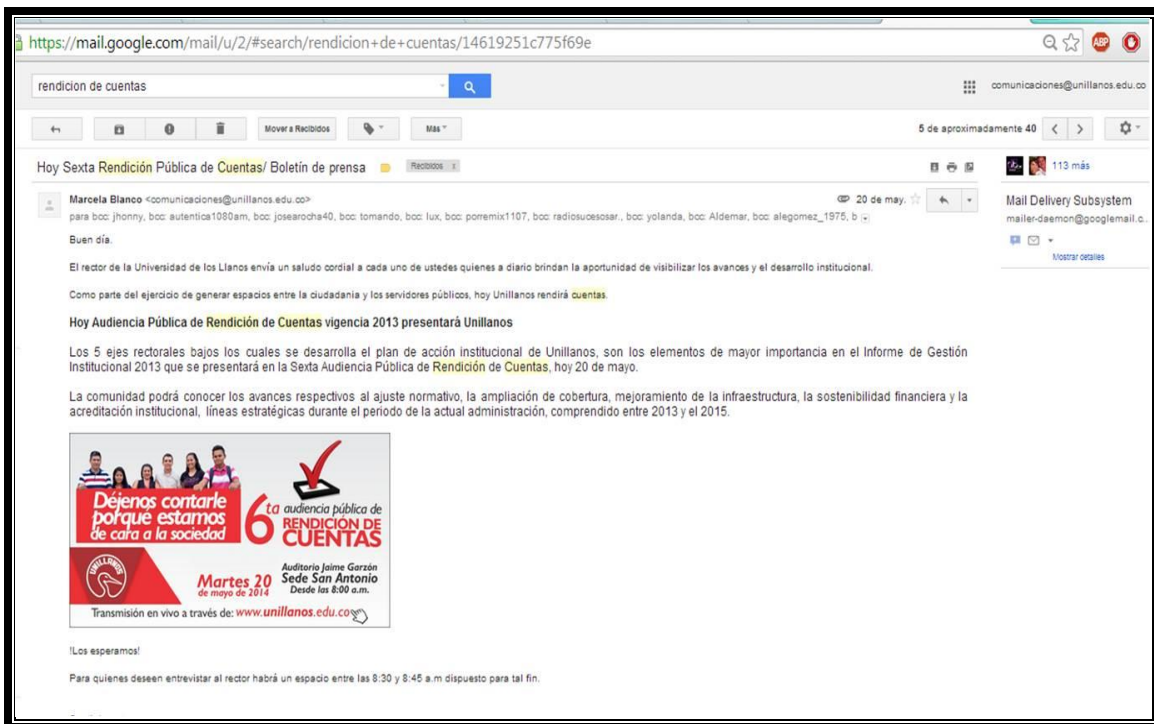 https://mail.google.com/mail/u/2/#search/rendicion+de+cuentas/14619251c775f69e
ABP
rendicion de cuentas
comunicaciones@unillanos.edu.co
Mover a Recibidos
Más
5 de aproximadamente 40
Hoy Sexta Rendición Pública de Cuentas/ Boletín de prensa
Recibidos x
113 más
Marcela Blanco <comunicaciones@unillanos.edu.co>
20 de may.
para bcc: jhonny, bcc: autentica1080am, bcc: josearocha40, bcc: tomando, bcc: lux, bcc: porremix1107, bcc: radiosucesosar., bcc: yolanda, bcc: Aldemar, bcc: alegomez_1975, b
Mail Delivery Subsystem
mailer-daemon@googlemail.c..
Mostrar detalles
Buen día.
El rector de la Universidad de los Llanos envía un saludo cordial a cada uno de ustedes quienes a diario brindan la aportunidad de visibilizar los avances y el desarrollo institucional.
Como parte del ejercicio de generar espacios entre la ciudadania y los servidores públicos, hoy Unillanos rendirá cuentas.
Hoy Audiencia Pública de Rendición de Cuentas vigencia 2013 presentará Unillanos
Los 5 ejes rectorales bajos los cuales se desarrolla el plan de acción institucional de Unillanos, son los elementos de mayor importancia en el Informe de Gestión
Institucional 2013 que se presentará en la Sexta Audiencia Pública de Rendición de Cuentas, hoy 20 de mayo.
La comunidad podrá conocer los avances respectivos al ajuste normativo, la ampliación de cobertura, mejoramiento de la infraestructura, la sostenibilidad financiera y la
acreditación institucional, líneas estratégicas durante el periodo de la actual administración, comprendido entre 2013 y el 2015.
Déjenos contarle
porque estamos
de cara a la sociedad
6ta audiencia pública de
RENDICIÓN DE
CUENTAS
UNILLANOS
Martes 20
de mayo de 2014
Auditorio Jaime Garzón
Sede San Antonio
Desde las 8:00 a.m.
Transmisión en vivo a través de: www.unillanos.edu.co
!Los esperamos!
Para quienes deseen entrevistar al rector habrá un espacio entre las 8:30 y 8:45 a.m dispuesto para tal fin.